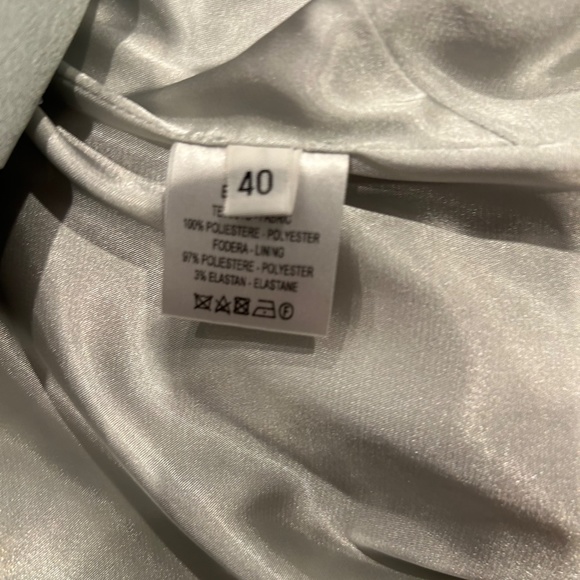 40
100% POLIESTERE - POLYESTER
FODERA - LINING
97% POLIESTERE - POLYESTER
3% ELASTAN - ELASTANE